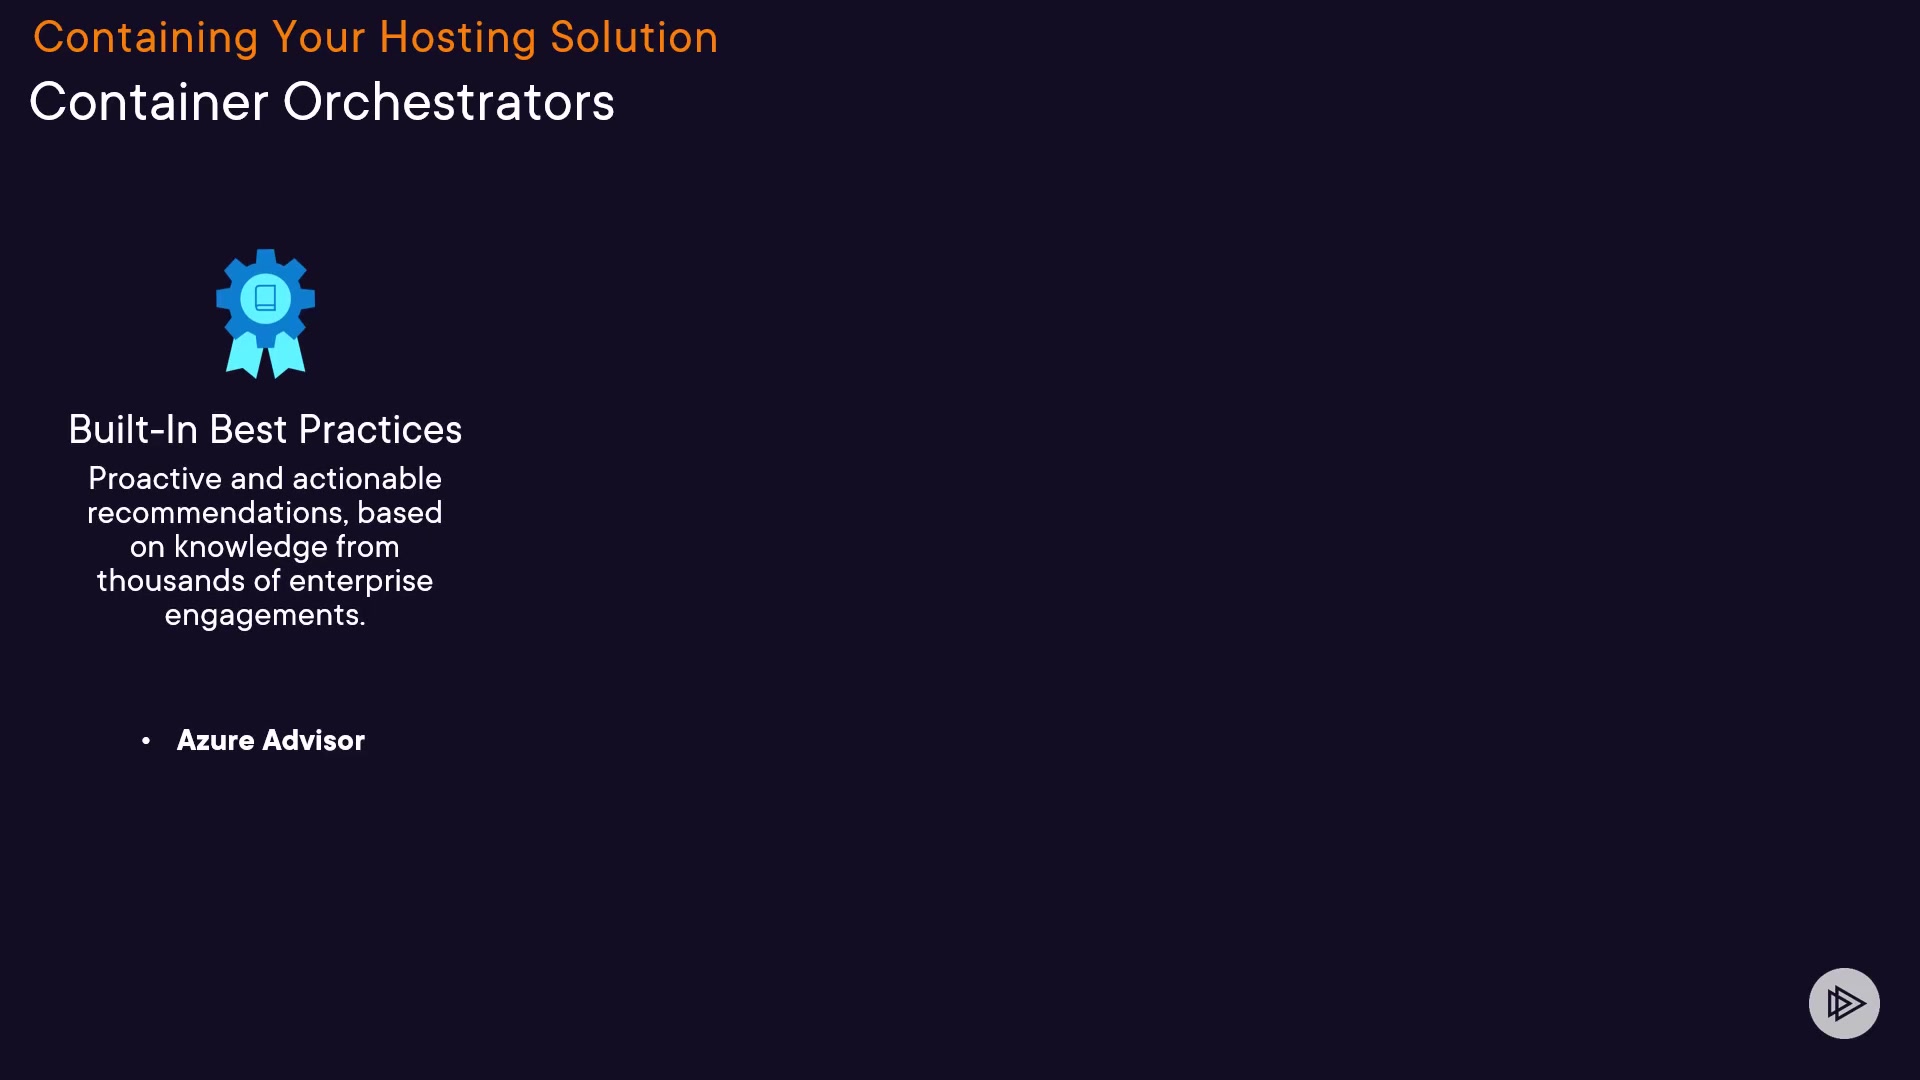 Containing Your Hosting Solution
Container Orchestrators
Built-In Best Practices
Proactive and actionable
recommendations, based
on knowledge from
thousands of enterprise
engagements.
• Azure Advisor